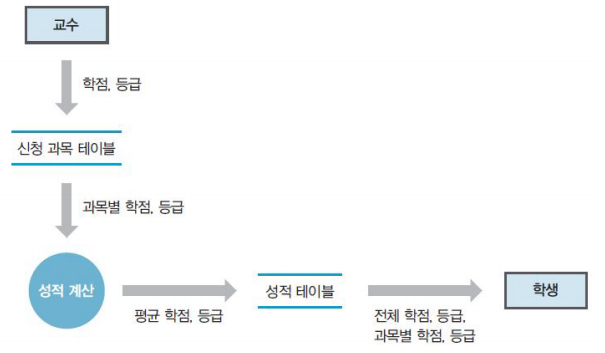 교수
학점, 등급
신청 과목 테이블
과목별 학점, 등급
성적 계산
평균 학점, 등급
성적 테이블
전체 학점, 등급,
과목별 학점, 등급
학생